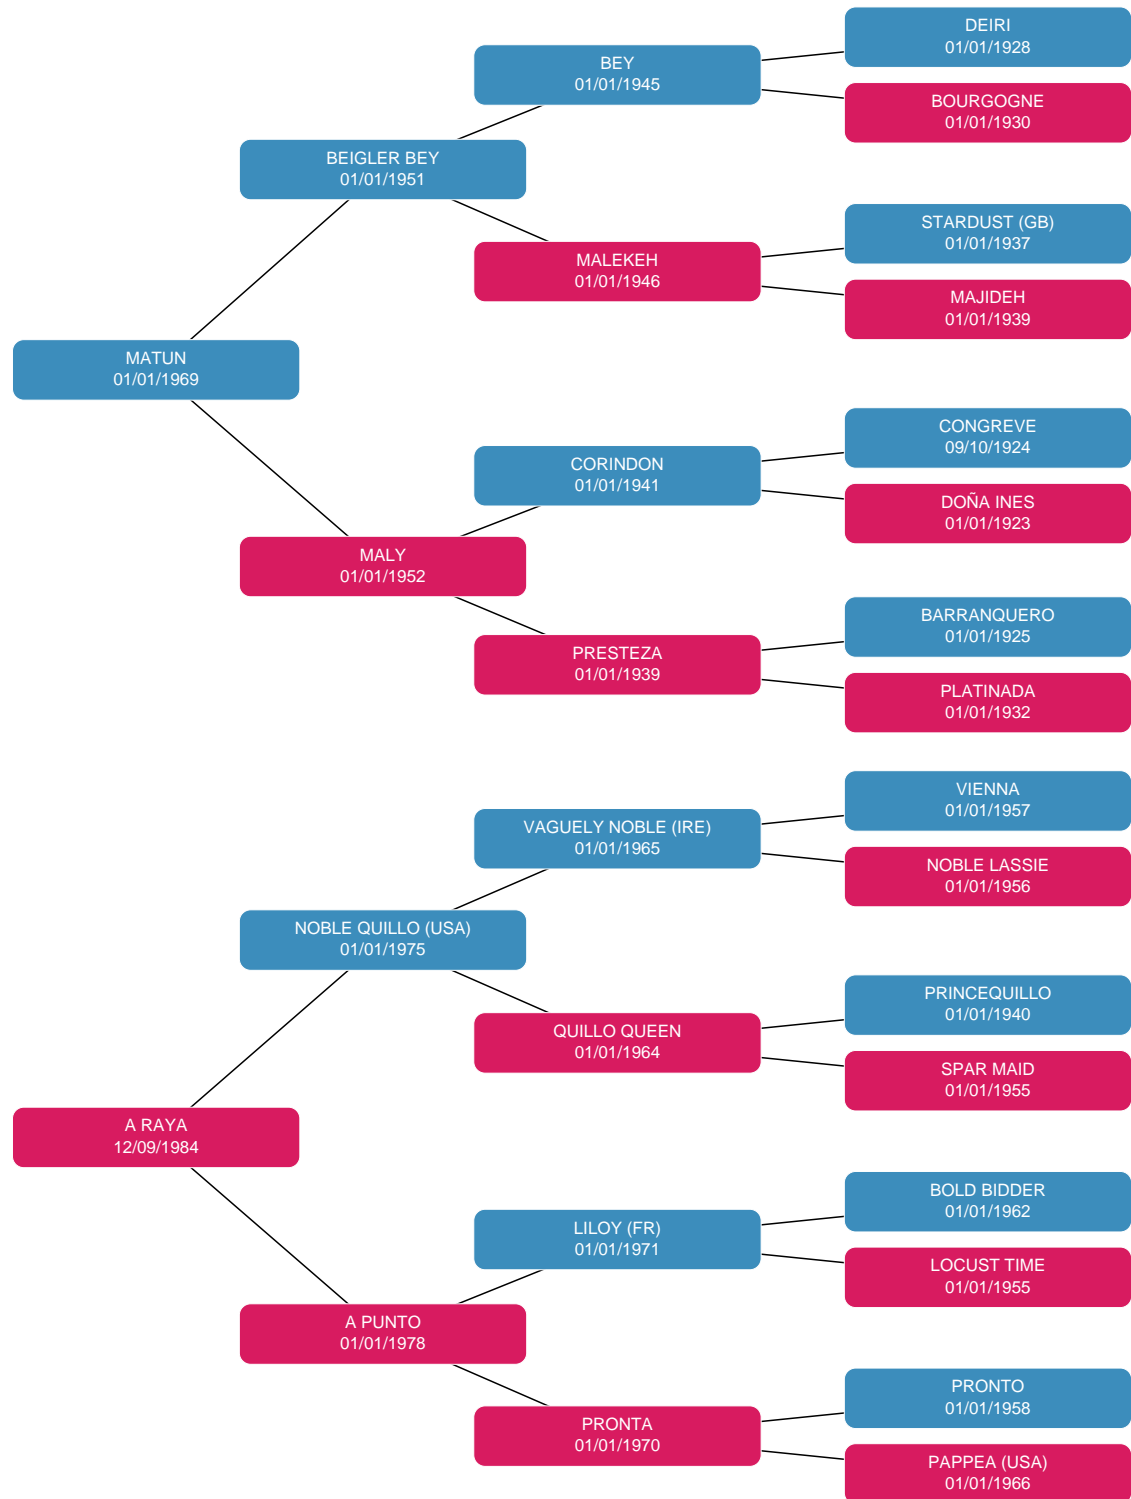 DEIRI
01/01/1928
BEY
01/01/1945
BOURGOGNE
01/01/1930
BEIGLER BEY
01/01/1951
STARDUST (GB)
01/01/1937
MALEKEH
01/01/1946
MAJIDEH
01/01/1939
MATUN
01/01/1969
CONGREVE
09/10/1924
CORINDON
01/01/1941
DOÑA INES
01/01/1923
MALY
01/01/1952
BARRANQUERO
01/01/1925
PRESTEZA
01/01/1939
PLATINADA
01/01/1932
VIENNA
01/01/1957
VAGUELY NOBLE (IRE)
01/01/1965
NOBLE LASSIE
01/01/1956
NOBLE QUILLO (USA)
01/01/1975
PRINCEQUILLO
01/01/1940
QUILLO QUEEN
01/01/1964
SPAR MAID
01/01/1955
A RAYA
12/09/1984
BOLD BIDDER
01/01/1962
LILOY (FR)
01/01/1971
LOCUST TIME
01/01/1955
A PUNTO
01/01/1978
PRONTO
01/01/1958
PRONTA
01/01/1970
PAPPEA (USA)
01/01/1966